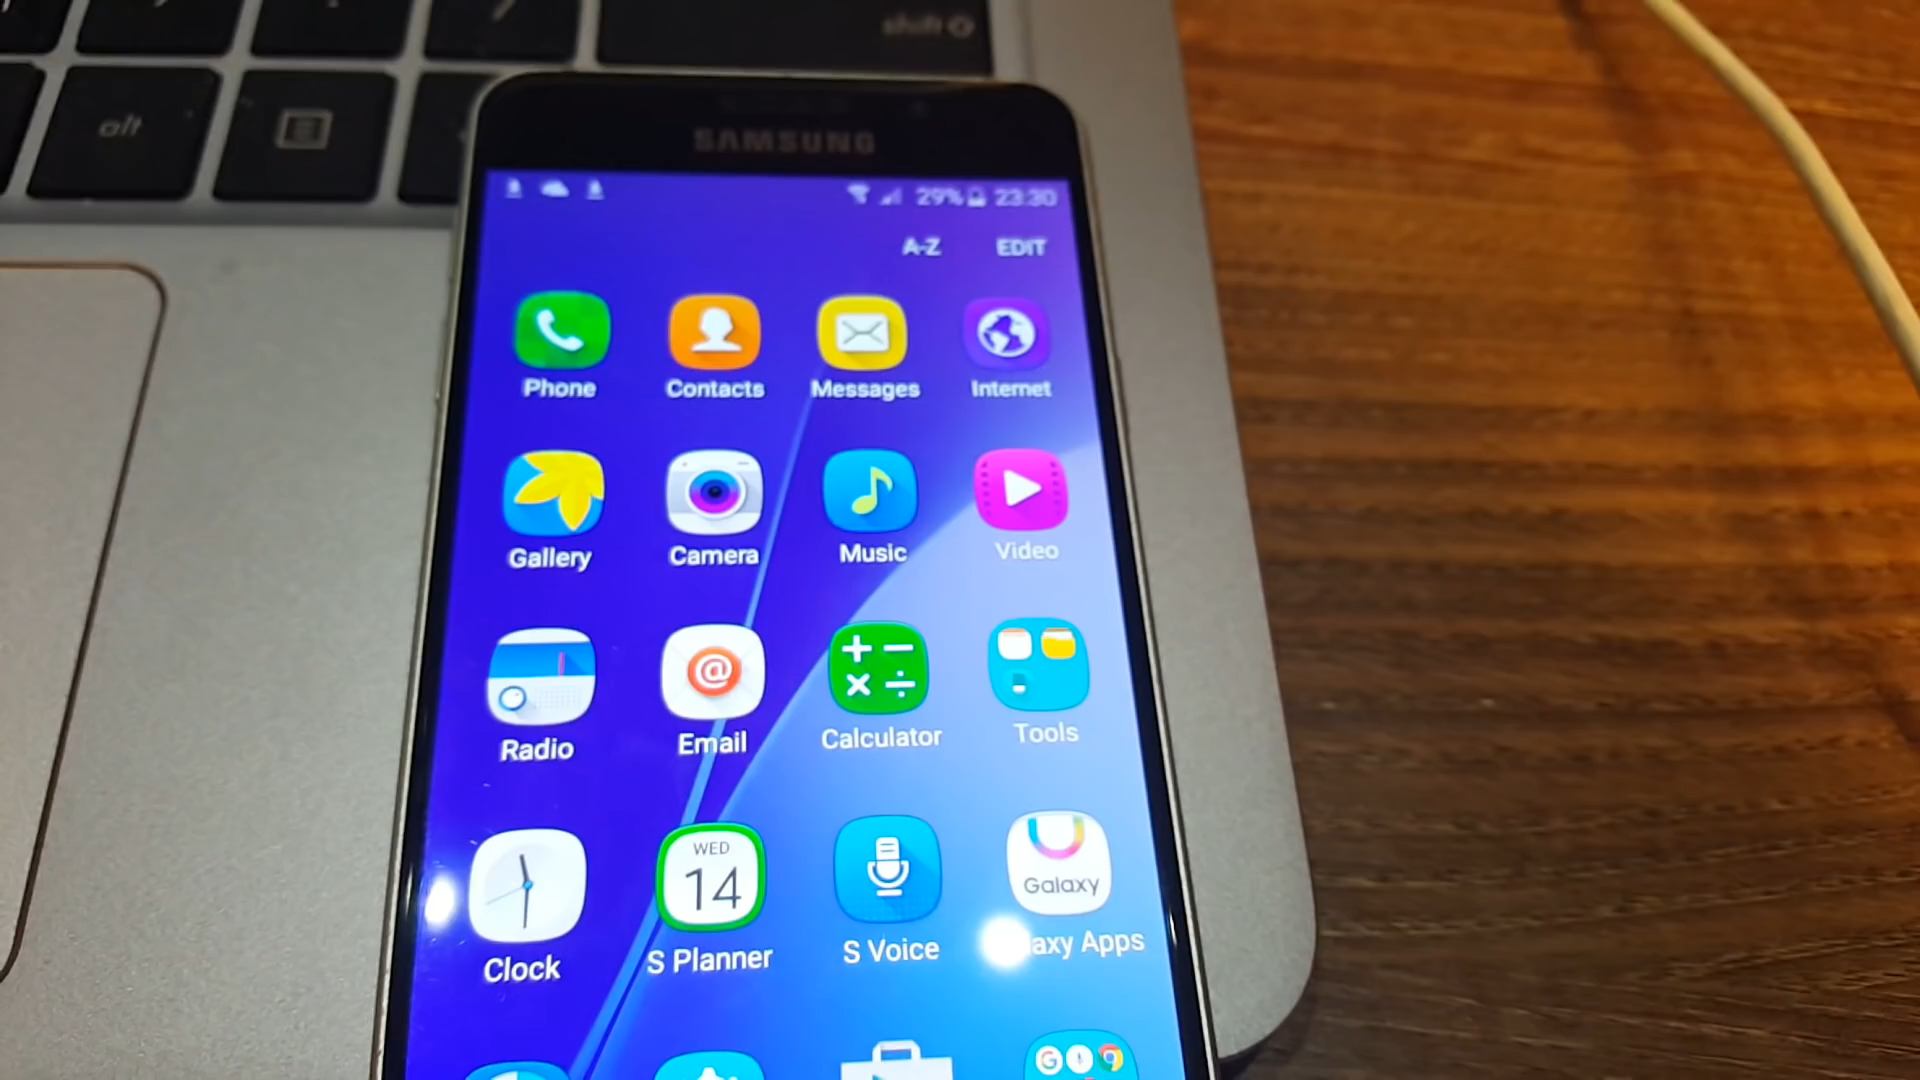 shift
alt
SAMSUNG
29% 23:30
A-Z EDIT
Phone Contacts Messages Internet
Gallery Camera Music Video
Radio Email Calculator Tools
WED
14
Galaxy
Clock S Planner S Voice axy Apps
G